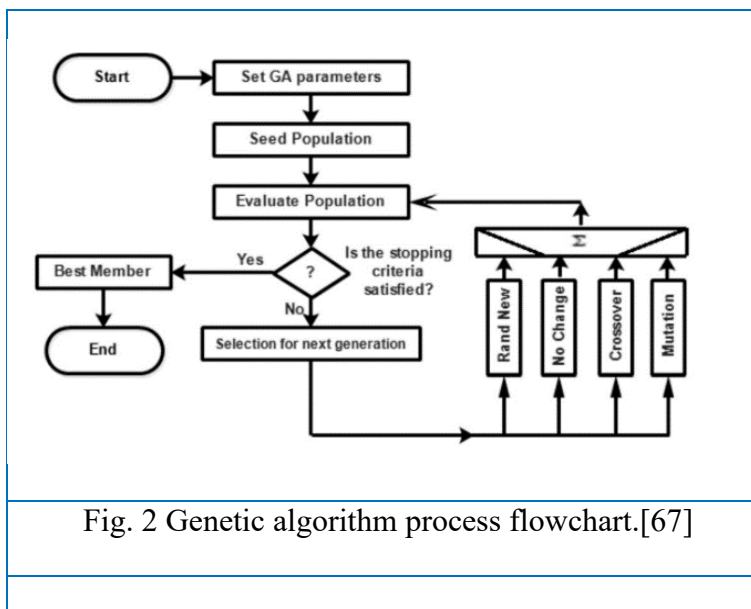 Start
Set GA parameters
Seed Population
Evaluate Population
Is the stopping
criteria
satisfied?
?
Yes
No
Best Member
End
Selection for next generation
Σ
Rand New
No Change
Crossover
Mutation
Fig. 2 Genetic algorithm process flowchart.[67]